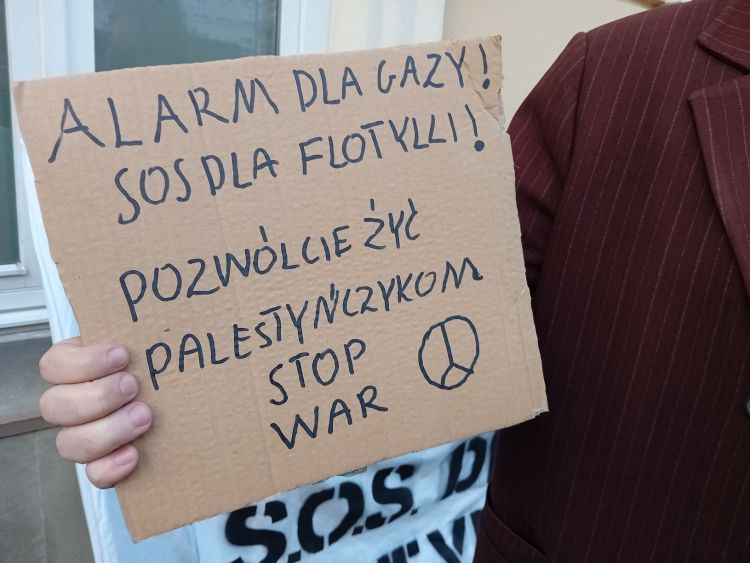 ALARM DLA GAZY!
SOS DLA FLOTYLLI!
POZWÓLCIE ŻYĆ
PALESTYŃCZYKOM
STOP
WAR
S.O.S. D